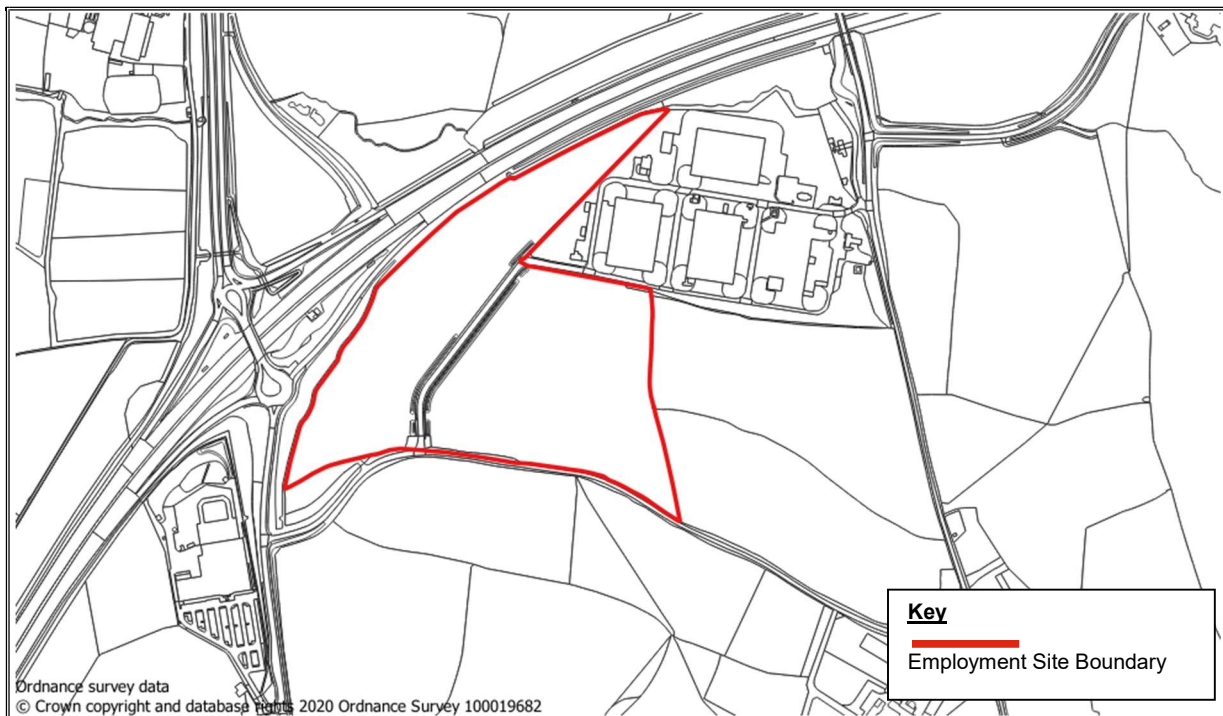 Key
Employment Site Boundary
Ordnance survey data
© Crown copyright and database rights 2020 Ordnance Survey 100019682